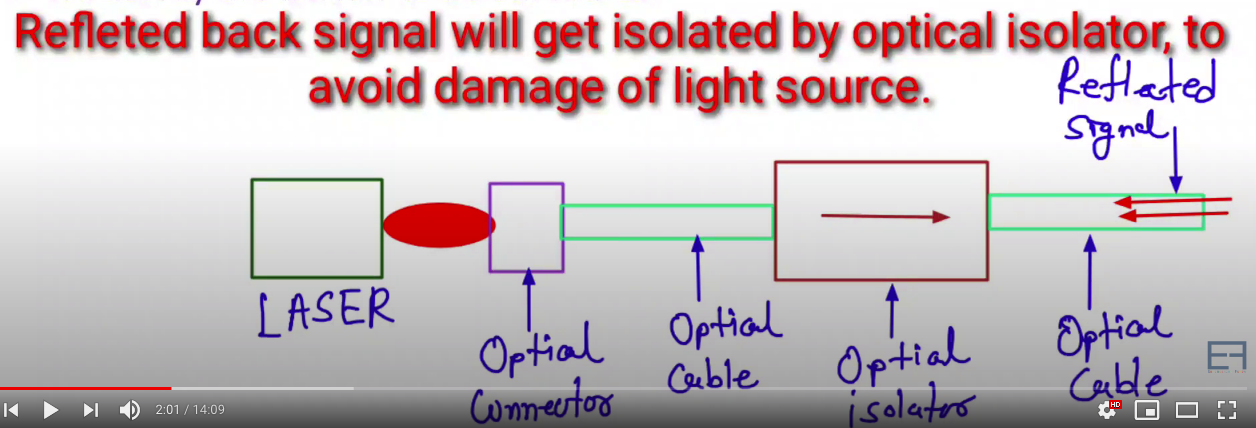 Refleted back signal will get isolated by optical isolator, to
avoid damage of light source.
Reflected
signal
LASER
Optical
Connector
Optical
Cable
Optical
isolator
Optical
Cable
EF
HD
2:01 / 14:09